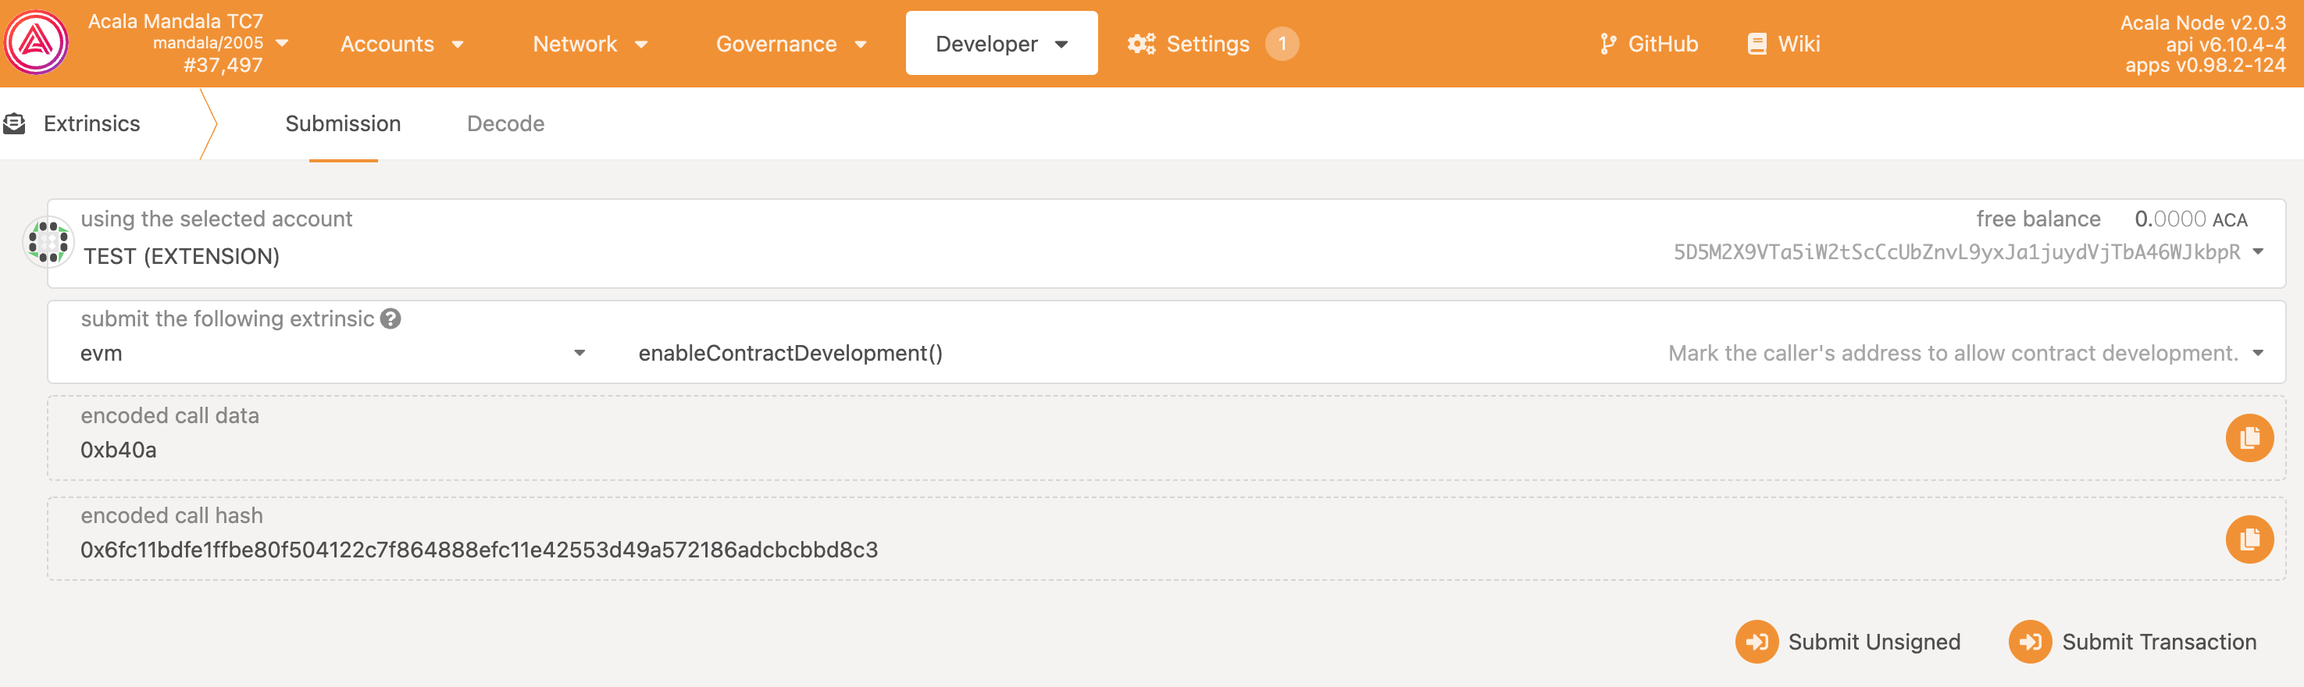 Acala Mandala TC7
mandala/2005
#37,497
Accounts
Network
Governance
Developer
Settings
1
GitHub
Wiki
Acala Node v2.0.3
api v6.10.4-4
apps v0.98.2-124
Extrinsics
Submission
Decode
using the selected account
free balance 0.0000 ACA
TEST (EXTENSION)
5D5M2X9VTa5iW2tScCcUbZnvL9yxJa1juydVjTbA46WJkbpR
submit the following extrinsic ?
evm
enableContractDevelopment()
Mark the caller's address to allow contract development.
encoded call data
0xb40a
encoded call hash
0x6fc11bdfe1ffbe80f504122c7f864888efc11e42553d49a572186adcbcbbd8c3
Submit Unsigned
Submit Transaction